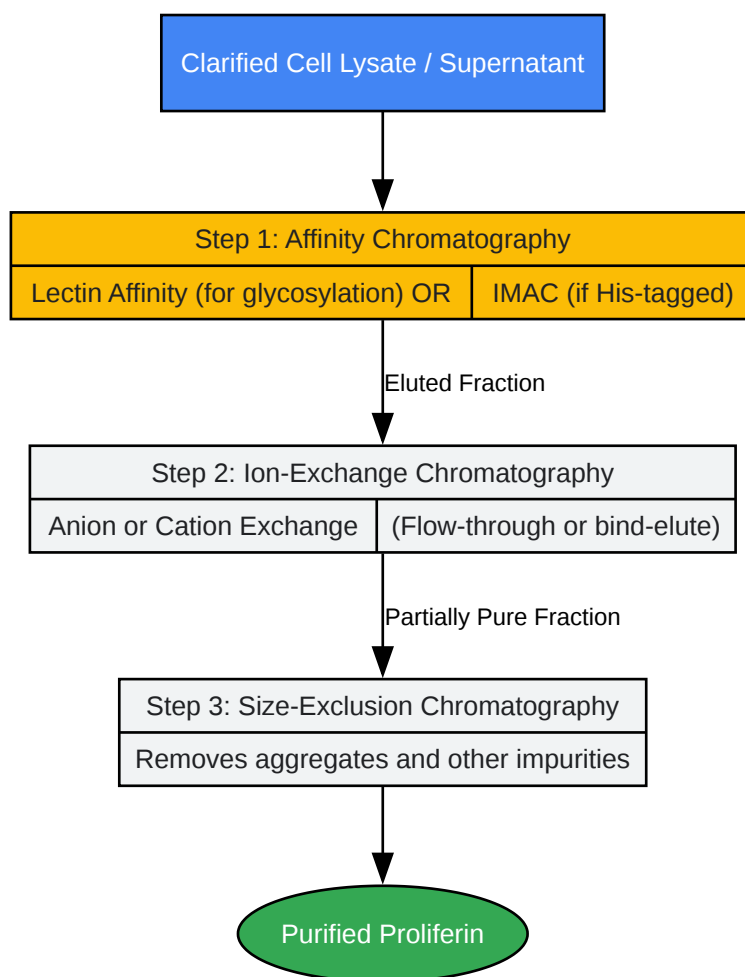 Clarified Cell Lysate / Supernatant
Step 1: Affinity Chromatography
Lectin Affinity (for glycosylation) OR
IMAC (if His-tagged)
Eluted Fraction
Step 2: Ion-Exchange Chromatography
Anion or Cation Exchange
(Flow-through or bind-elute)
Partially Pure Fraction
Step 3: Size-Exclusion Chromatography
Removes aggregates and other impurities
Purified Proliferin